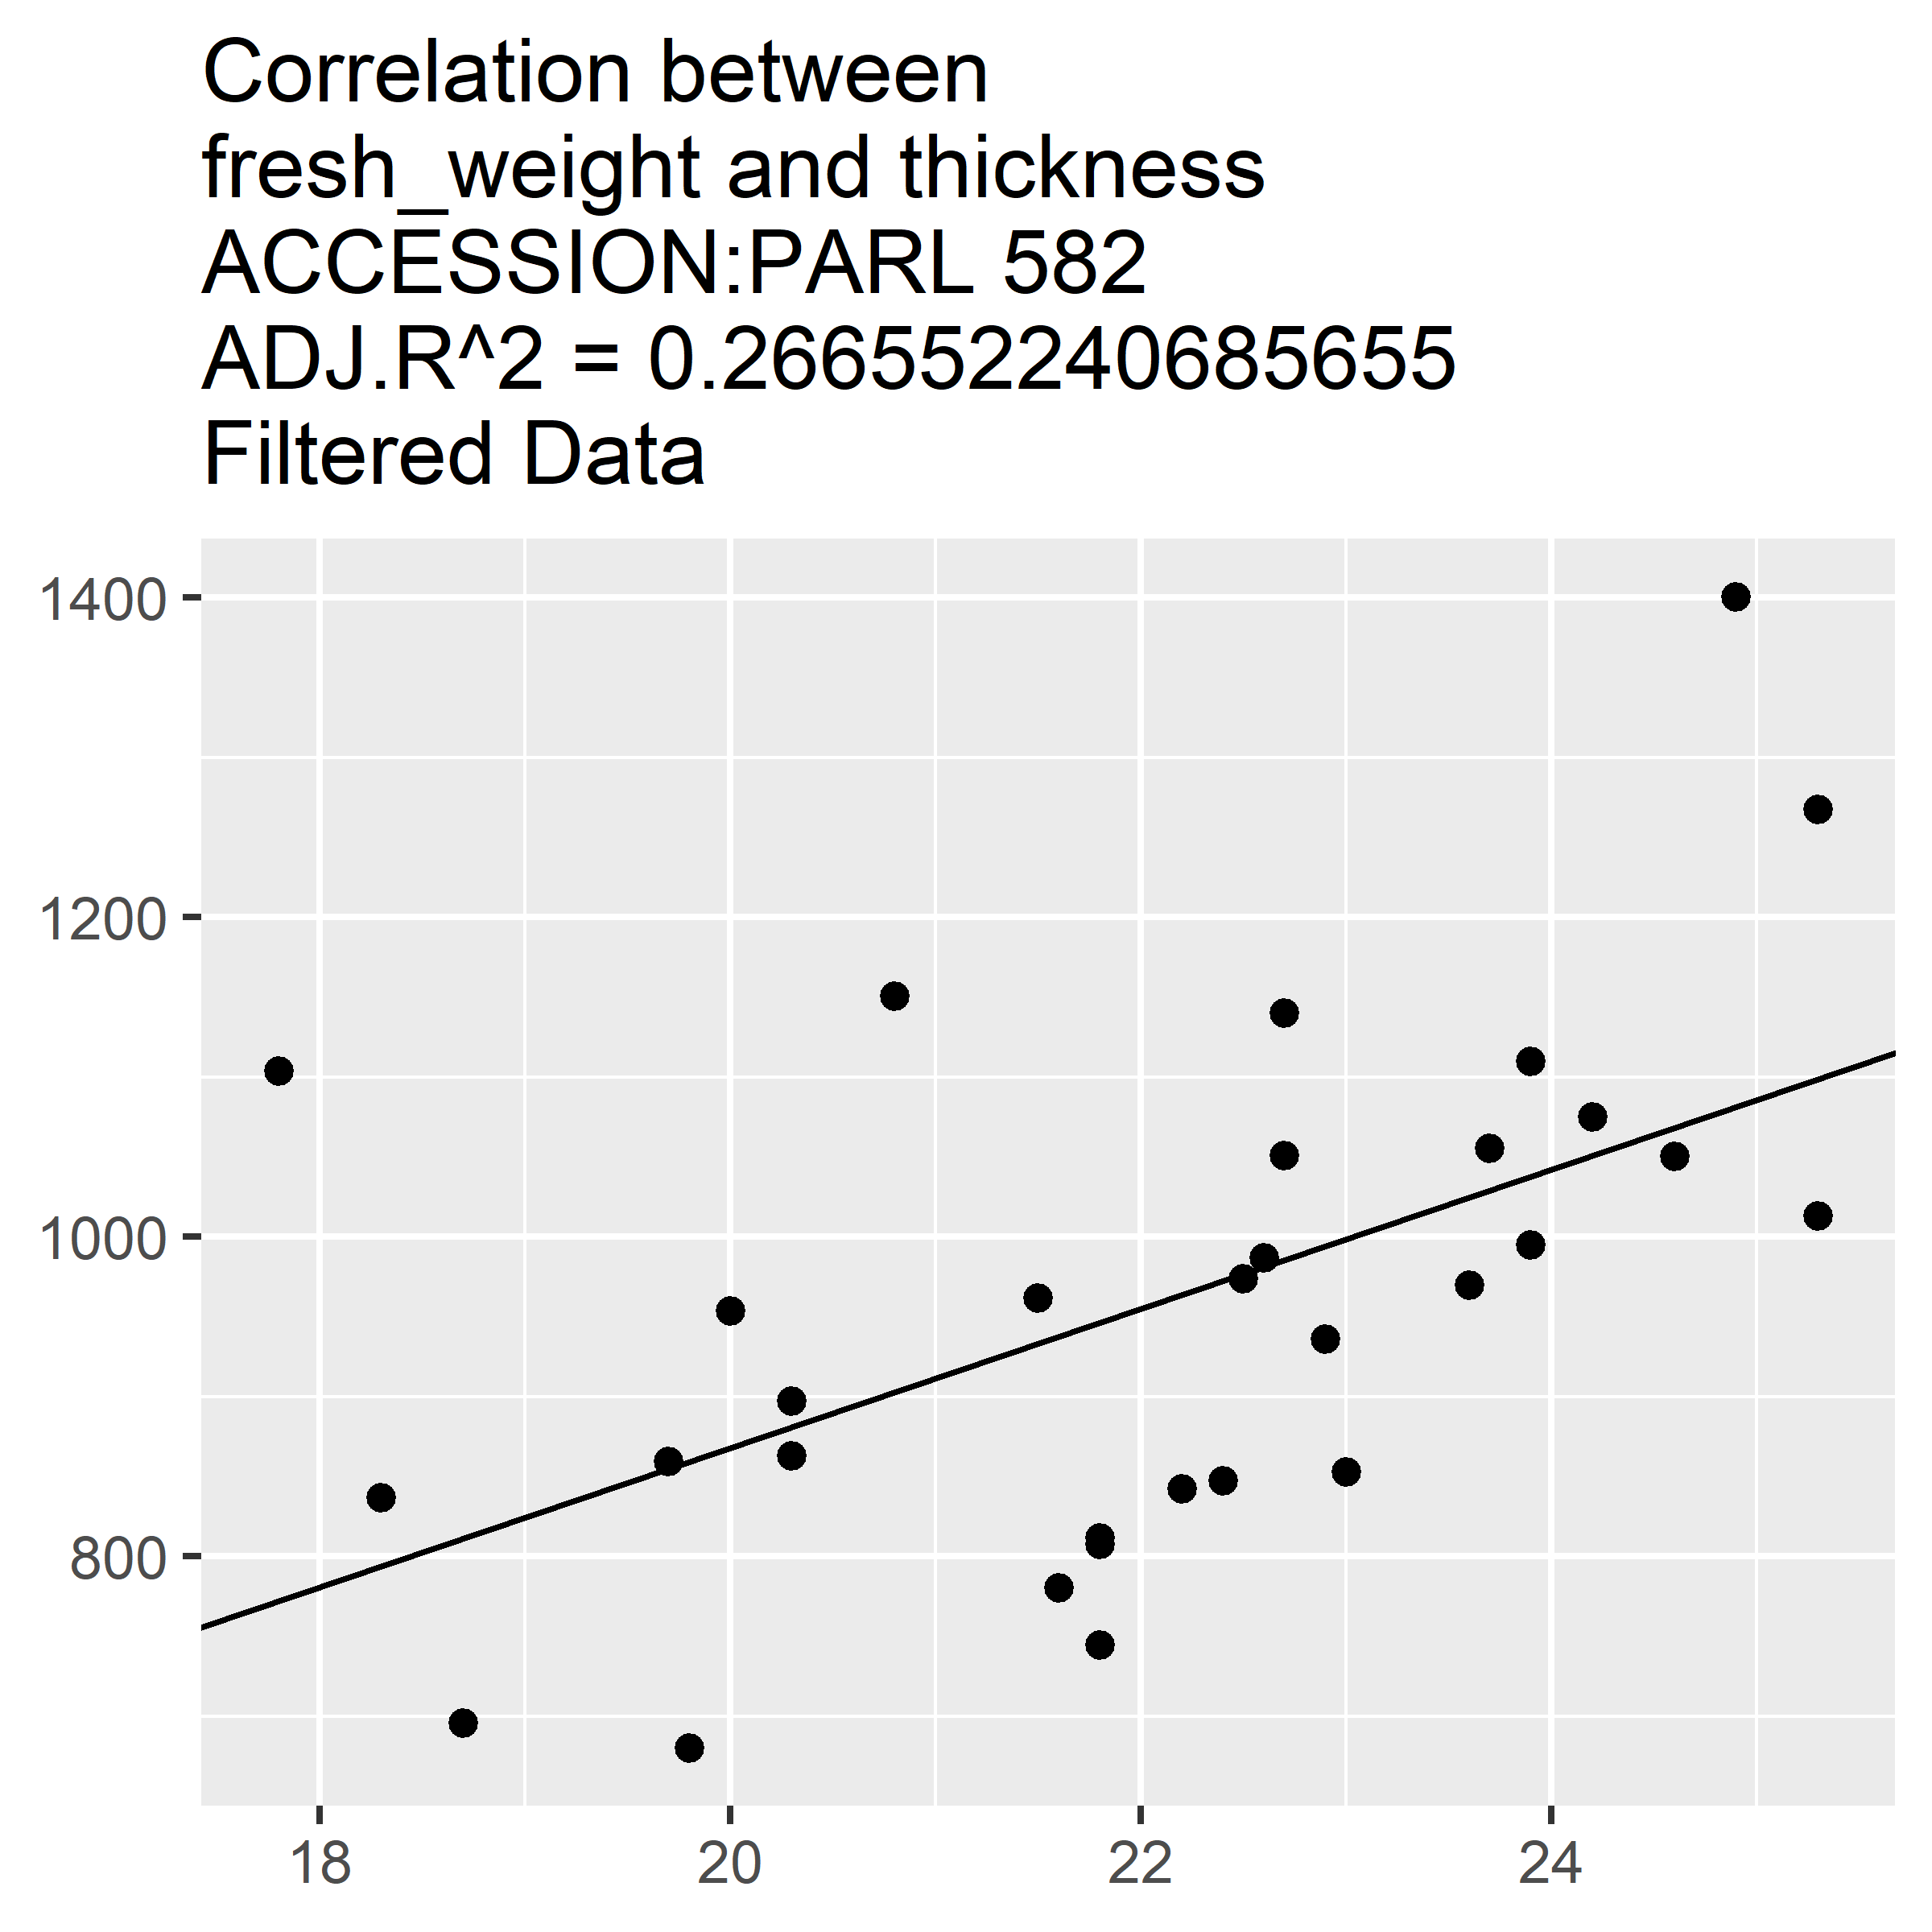 Correlation between
fresh_weight and thickness
ACCESSION:PARL 582
ADJ.R^2 = 0.266552240685655
Filtered Data
1400
1200
1000
800
18 20 22 24